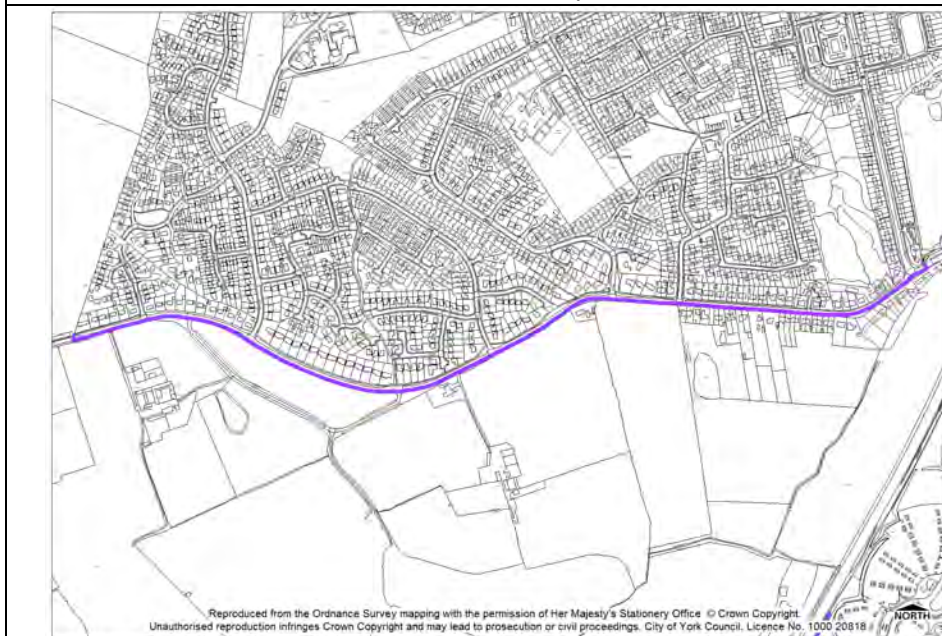 Reproduced from the Ordnance Survey mapping with the permission of Her Majesty's Stationery Office © Crown Copyright.
Unauthorised reproduction infringes Crown Copyright and may lead to prosecution or civil proceedings. City of York Council, Licence No. 1000 20818
NORTH